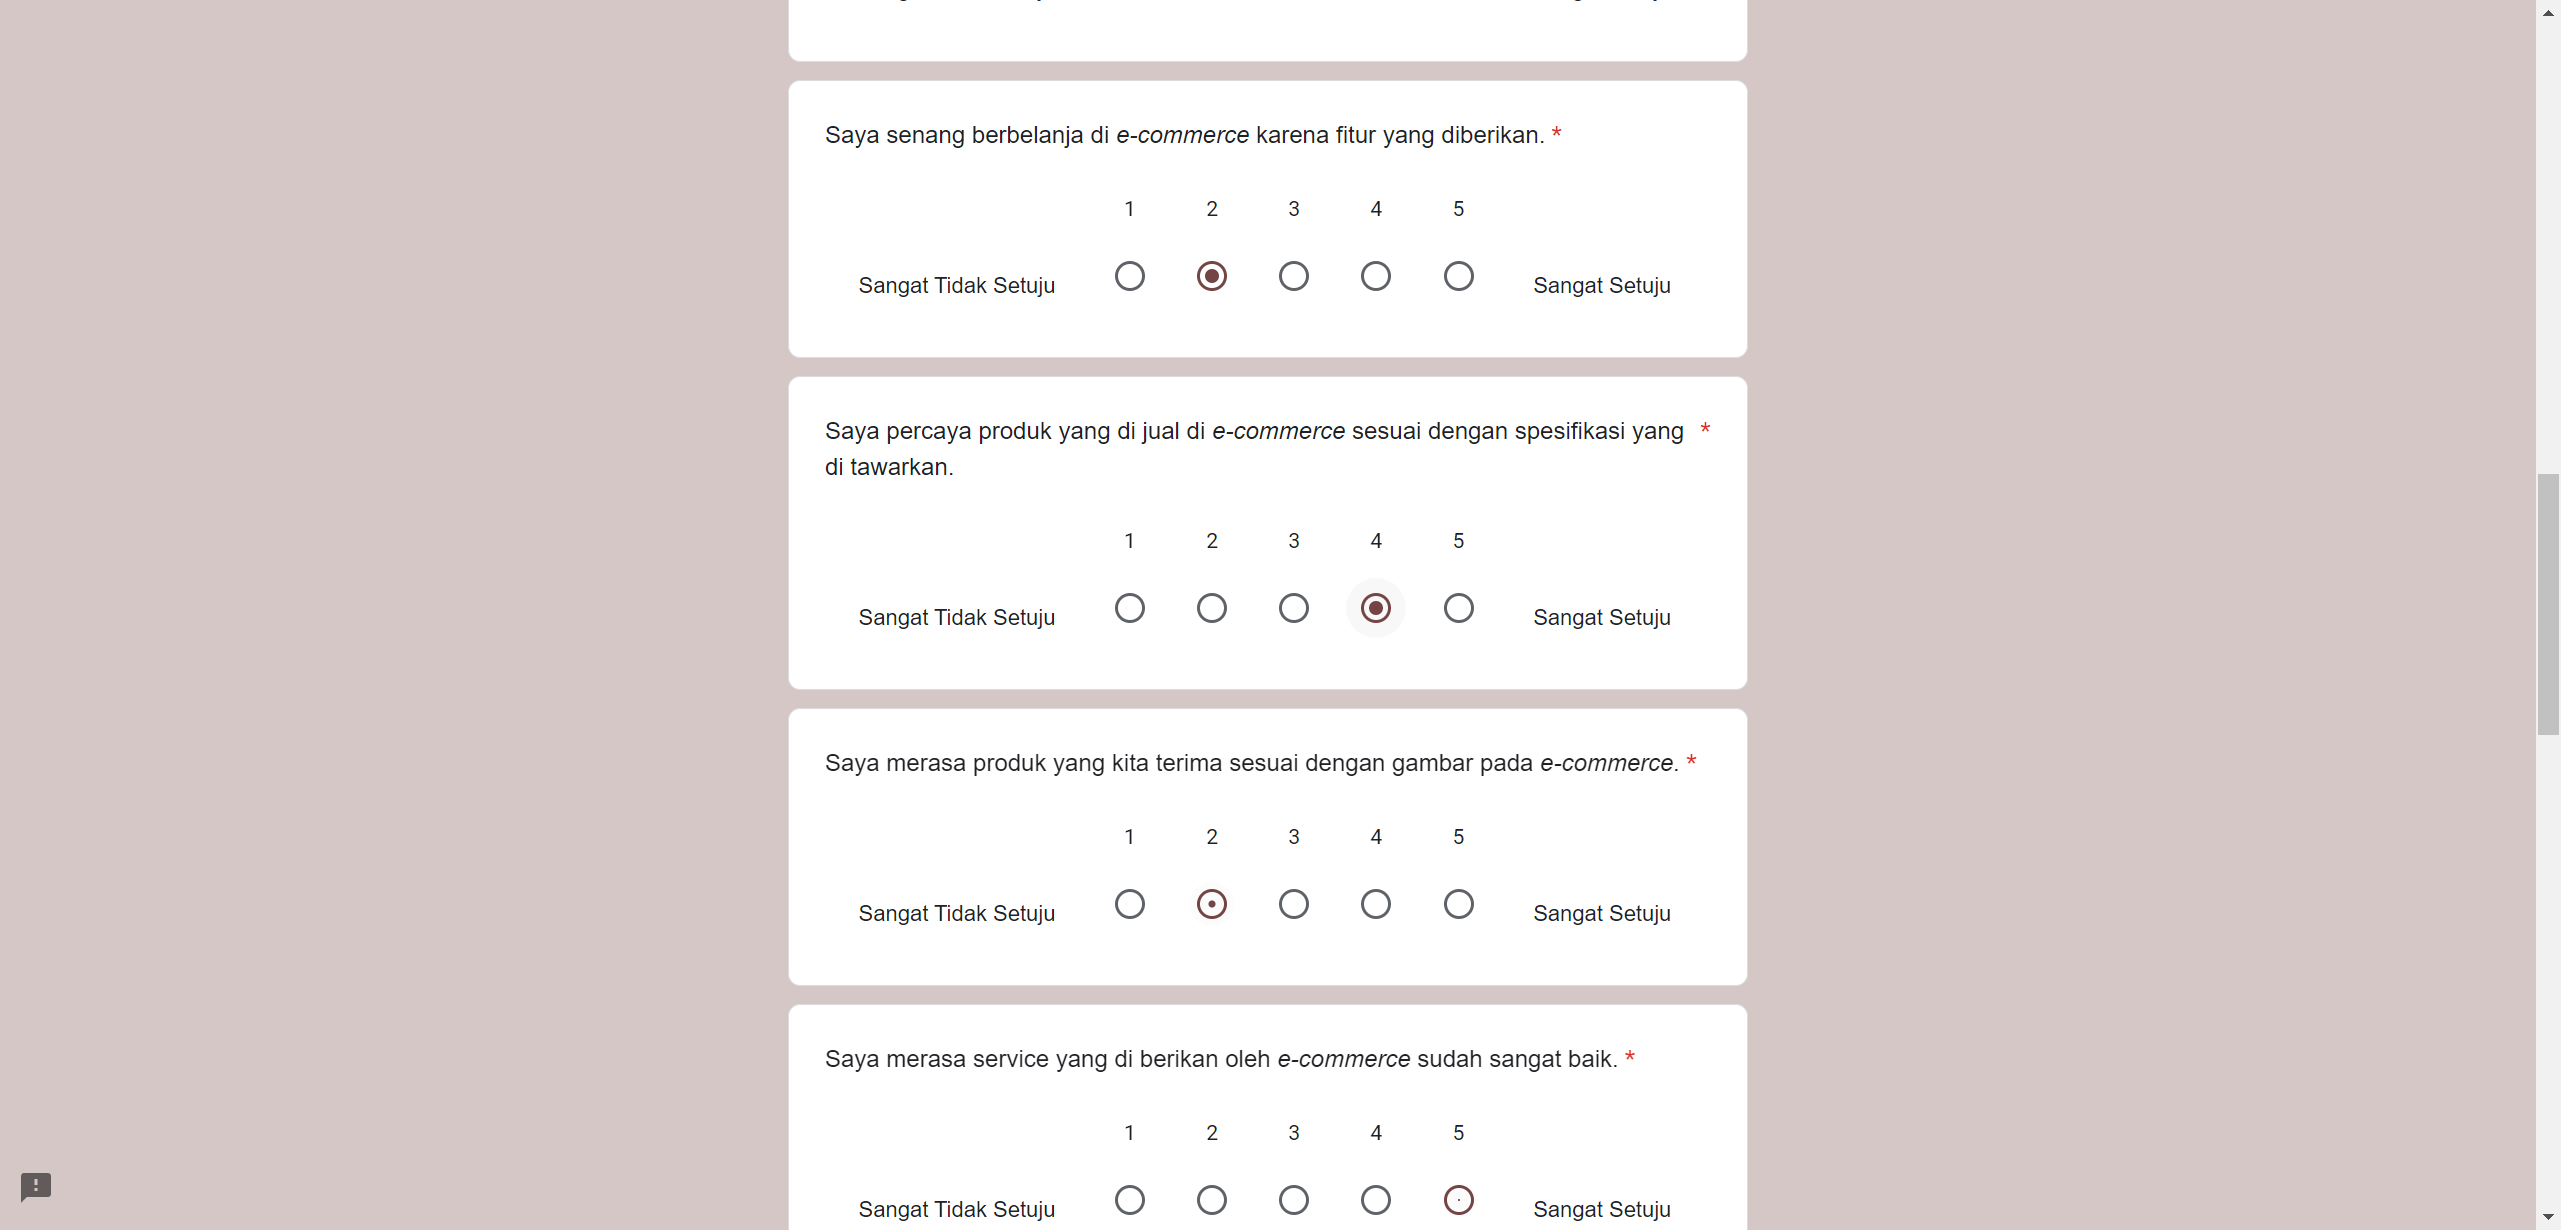 Saya senang berbelanja di e-commerce karena fitur yang diberikan. *
1 2 3 4 5
Sangat Tidak Setuju Sangat Setuju
Saya percaya produk yang di jual di e-commerce sesuai dengan spesifikasi yang *
di tawarkan.
1 2 3 4 5
Sangat Tidak Setuju Sangat Setuju
Saya merasa produk yang kita terima sesuai dengan gambar pada e-commerce. *
1 2 3 4 5
Sangat Tidak Setuju Sangat Setuju
Saya merasa service yang di berikan oleh e-commerce sudah sangat baik. *
1 2 3 4 5
Sangat Tidak Setuju Sangat Setuju